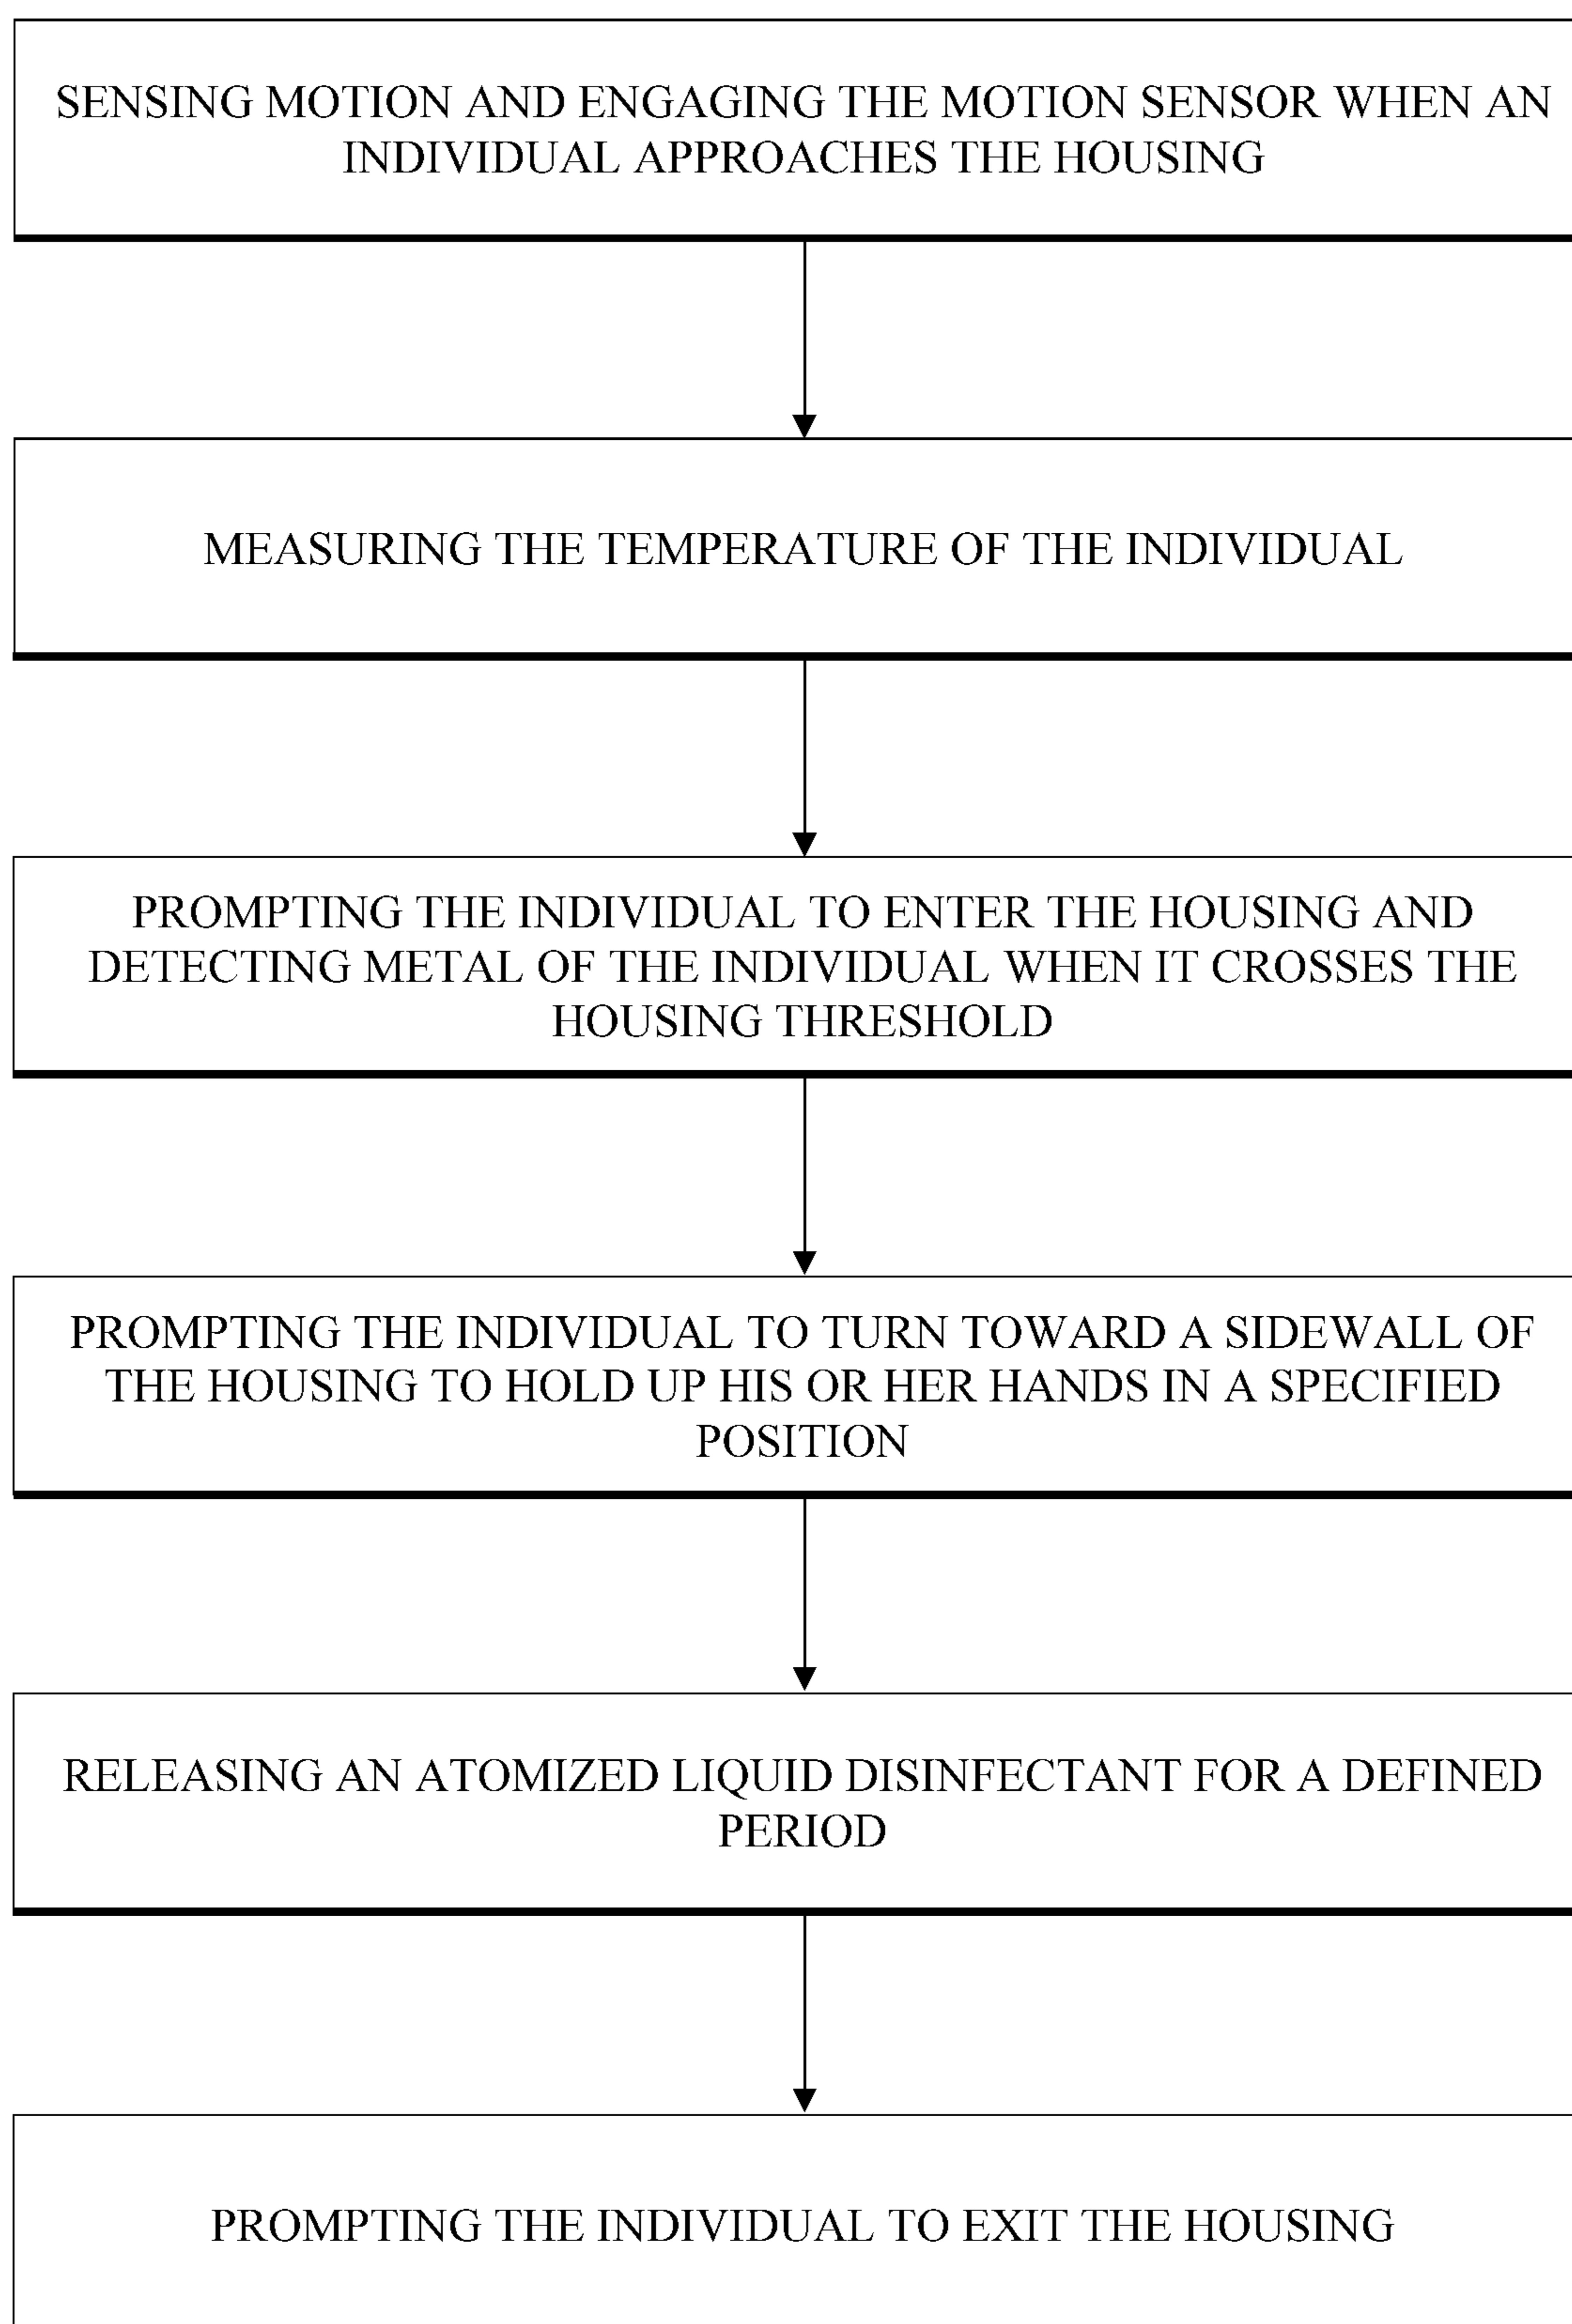 SENSING MOTION AND ENGAGING THE MOTION SENSOR WHEN AN
INDIVIDUAL APPROACHES THE HOUSING
MEASURING THE TEMPERATURE OF THE INDIVIDUAL
PROMPTING THE INDIVIDUAL TO ENTER THE HOUSING AND
DETECTING METAL OF THE INDIVIDUAL WHEN IT CROSSES THE
HOUSING THRESHOLD
PROMPTING THE INDIVIDUAL TO TURN TOWARD A SIDEWALL OF
THE HOUSING TO HOLD UP HIS OR HER HANDS IN A SPECIFIED
POSITION
RELEASING AN ATOMIZED LIQUID DISINFECTANT FOR A DEFINED
PERIOD
PROMPTING THE INDIVIDUAL TO EXIT THE HOUSING